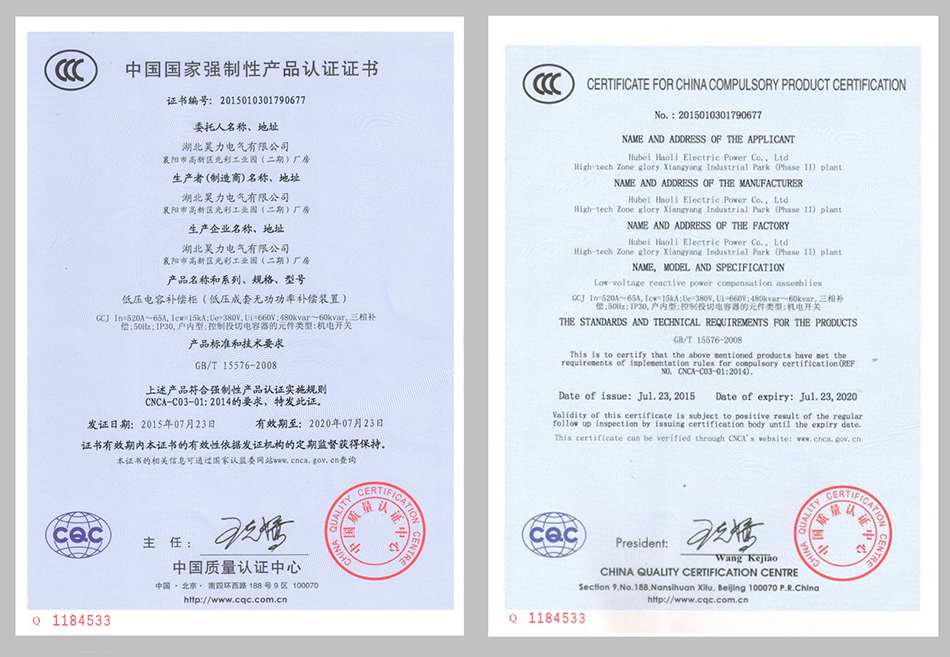 中国国家强制性产品认证证书
证书编号: 2015010301790677
委托人名称、地址
湖北昊力电气有限公司
襄阳市高新区光彩工业园(二期)厂房
生产者(制造商)名称、地址
湖北昊力电气有限公司
襄阳市高新区光彩工业园(二期)厂房
生产企业名称、地址
湖北昊力电气有限公司
襄阳市高新区光彩工业园(二期)厂房
产品名称和系列、规格、型号
低压电容补偿柜(低压成套无功功率补偿装置)
GCJ In=520A~65A,Icw=15kA;Ue=380V,Ui=660V;480kvar~60kvar,三相补
偿;50Hz;IP30,户内型;控制投切电容器的元件类型:机电开关
产品标准和技术要求
GB/T 15576-2008
上述产品符合强制性产品认证实施规则
CNCA-C03-01:2014的要求,特发此证。
发证日期: 2015年07月23日 有效期至: 2020年07月23日
证书有效期内本证书的有效性依据发证机构的定期监督获得保持。
本证书的相关信息可通过国家认监委网站www.cnca.gov.cn查询
CQC
主 任:
CHINA QUALITY CERTIFICATION CENTRE
中国质量认证中心
中国质量认证中心
中国·北京·南四环西路188号9区 100070
http://www.cqc.com.cn
Q 1184533
CERTIFICATE FOR CHINA COMPULSORY PRODUCT CERTIFICATION
No.: 2015010301790677
NAME AND ADDRESS OF THE APPLICANT
Hubei Haoli Electric Power Co., Ltd
High-tech Zone glory Xiangyang Industrial Park (Phase II) plant
NAME AND ADDRESS OF THE MANUFACTURER
Hubei Haoli Electric Power Co., Ltd
High-tech Zone glory Xiangyang Industrial Park (Phase II) plant
NAME AND ADDRESS OF THE FACTORY
Hubei Haoli Electric Power Co., Ltd
High-tech Zone glory Xiangyang Industrial Park (Phase II) plant
NAME, MODEL AND SPECIFICATION
Low-voltage reactive power compensation assemblies
GCJ In=520A~65A,Icw=15kA;Ue=380V,Ui=660V;480kvar~60kvar,三相补
偿;50Hz;IP30,户内型;控制投切电容器的元件类型:机电开关
THE STANDARDS AND TECHNICAL REQUIREMENTS FOR THE PRODUCTS
GB/T 15576-2008
This is to certify that the above mentioned products have met the
requirements of implementation rules for compulsory certification(REF
NO. CNCA-C03-01:2014).
Date of issue: Jul.23,2015 Date of expiry: Jul.23,2020
Validity of this certificate is subject to positive result of the regular
follow up inspection by issuing certification body until the expiry date.
This certificate can be verified through CNCA's website: www.cnca.gov.cn
CQC
President:
Wang Kejiao
CHINA QUALITY CERTIFICATION CENTRE
中国质量认证中心
CHINA QUALITY CERTIFICATION CENTRE
Section 9,No.188,Nansihuan Xilu, Beijing 100070 P.R.China
http://www.cqc.com.cn
Q 1184533